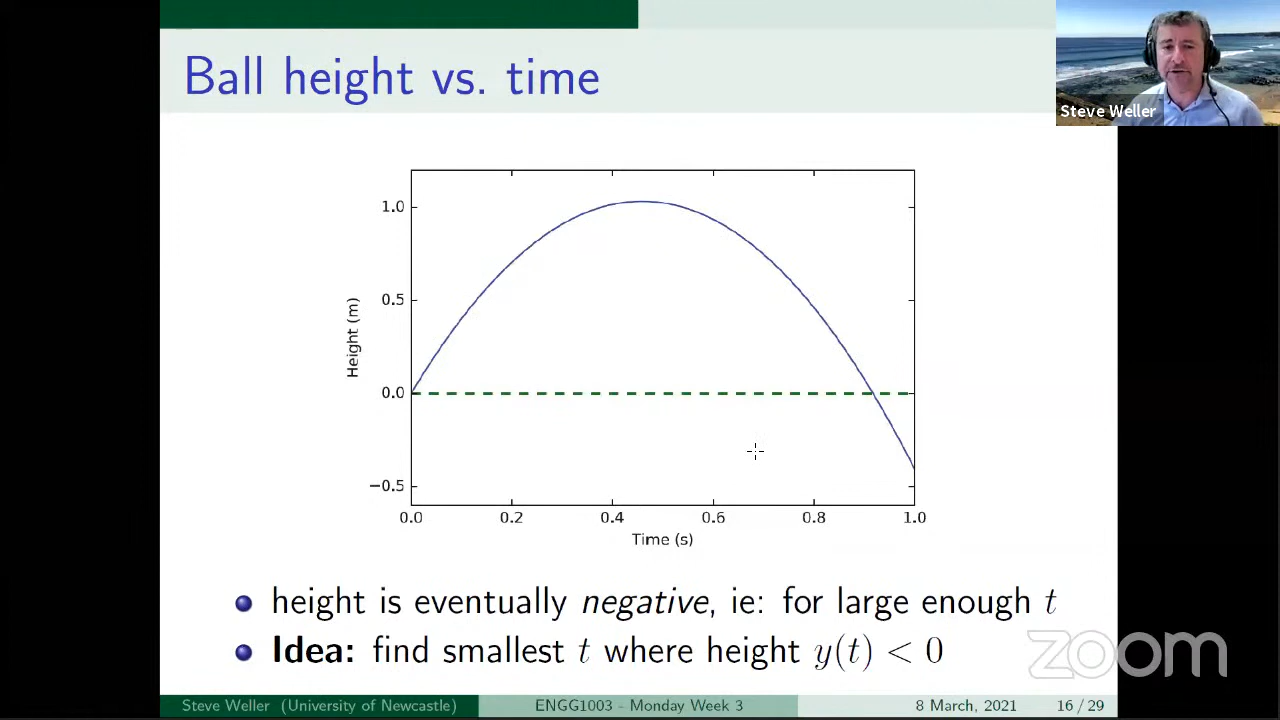 Ball height vs. time
Steve Weller
1.0
0.5
0.0
−0.5
Height (m)
0.0 0.2 0.4 0.6 0.8 1.0
Time (s)
height is eventually negative, ie: for large enough t
Idea: find smallest t where height y(t) < 0
zoom
Steve Weller (University of Newcastle) ENGG1003 - Monday Week 3 8 March, 2021 16 / 29